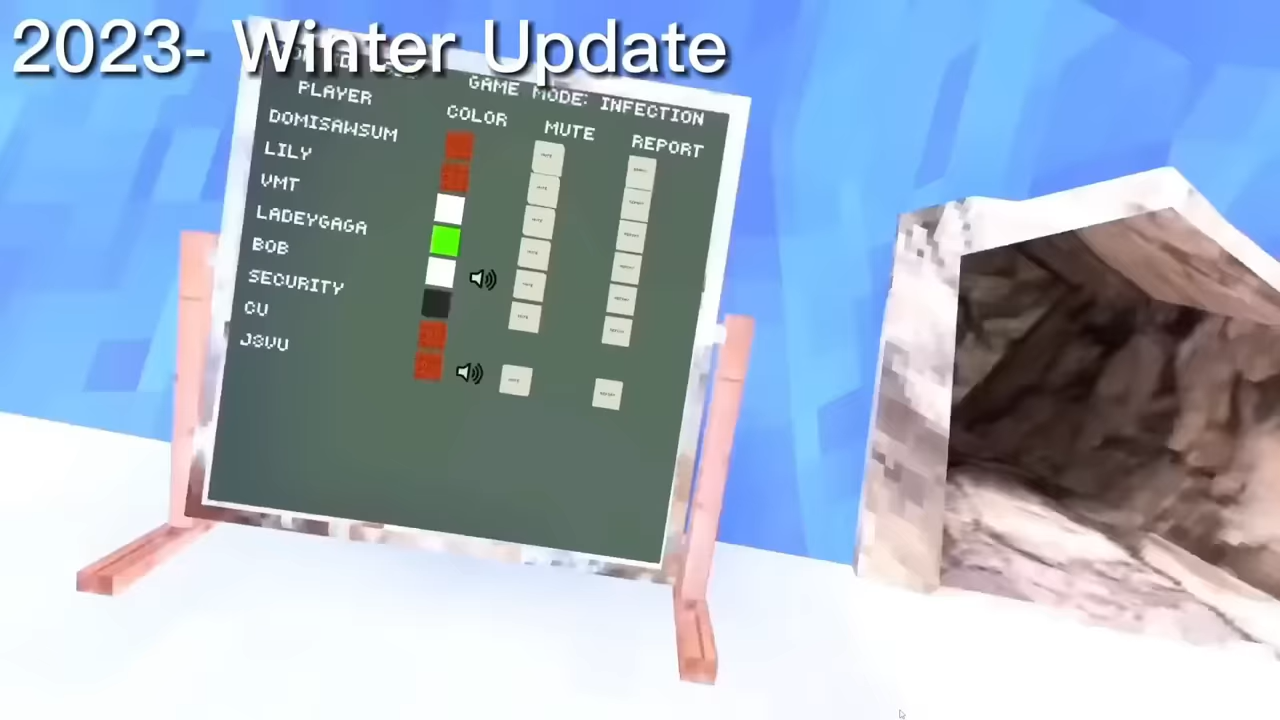 2023- Winter Update
GAME MODE: INFECTION
PLAYER COLOR MUTE REPORT
DOMISAWSUM
LILY
VMT
LADEYGAGA
BOB
SECURITY
CU
JSVU